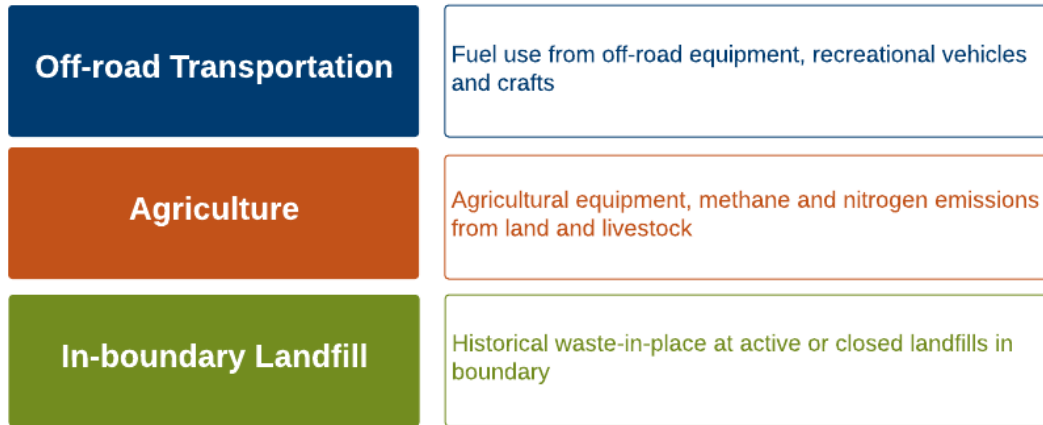 Off-road Transportation
Fuel use from off-road equipment, recreational vehicles
and crafts
Agriculture
Agricultural equipment, methane and nitrogen emissions
from land and livestock
In-boundary Landfill
Historical waste-in-place at active or closed landfills in
boundary